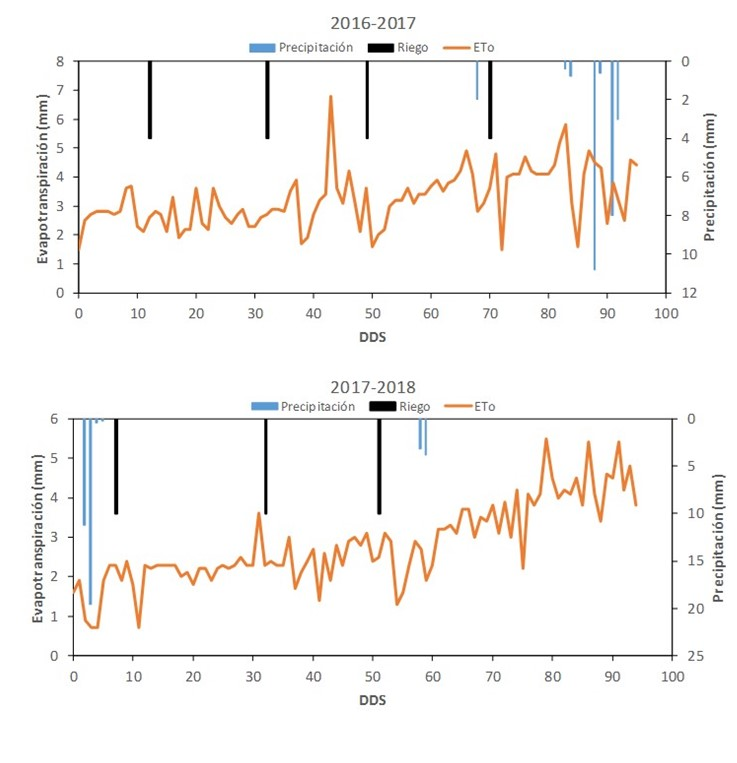 2016-2017
Precipitación Riego ETo
8 0
7 2
6
5 4
4 6
3 8
2
1 10
0 12
0 10 20 30 40 50 60 70 80 90 100
Evapotranspiración (mm)
DDS
Precipitación (mm)
2017-2018
Precipitación Riego ETo
6 0
5 5
4 10
3
2 15
1 20
0 25
0 10 20 30 40 50 60 70 80 90 100
Evapotranspiración (mm)
DDS
Precipitación (mm)